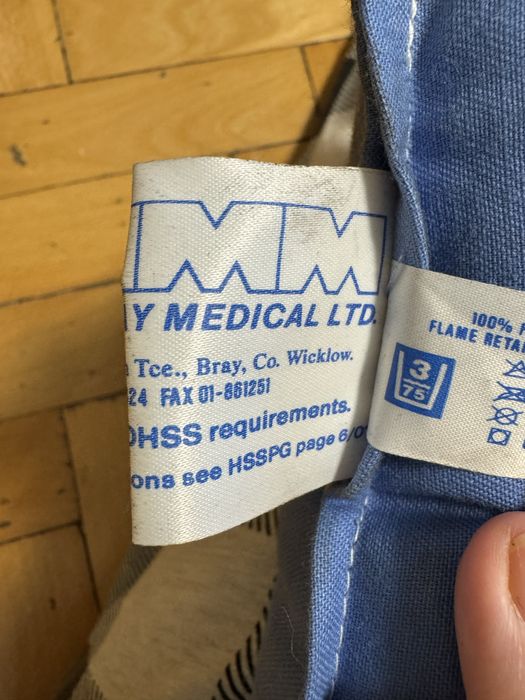 MM
Y MEDICAL LTD.
Tce., Bray, Co. Wicklow.
24 FAX 01-861251
DHSS requirements.
ons see HSSPG page 6/0
100%
FLAME RETA
3
75